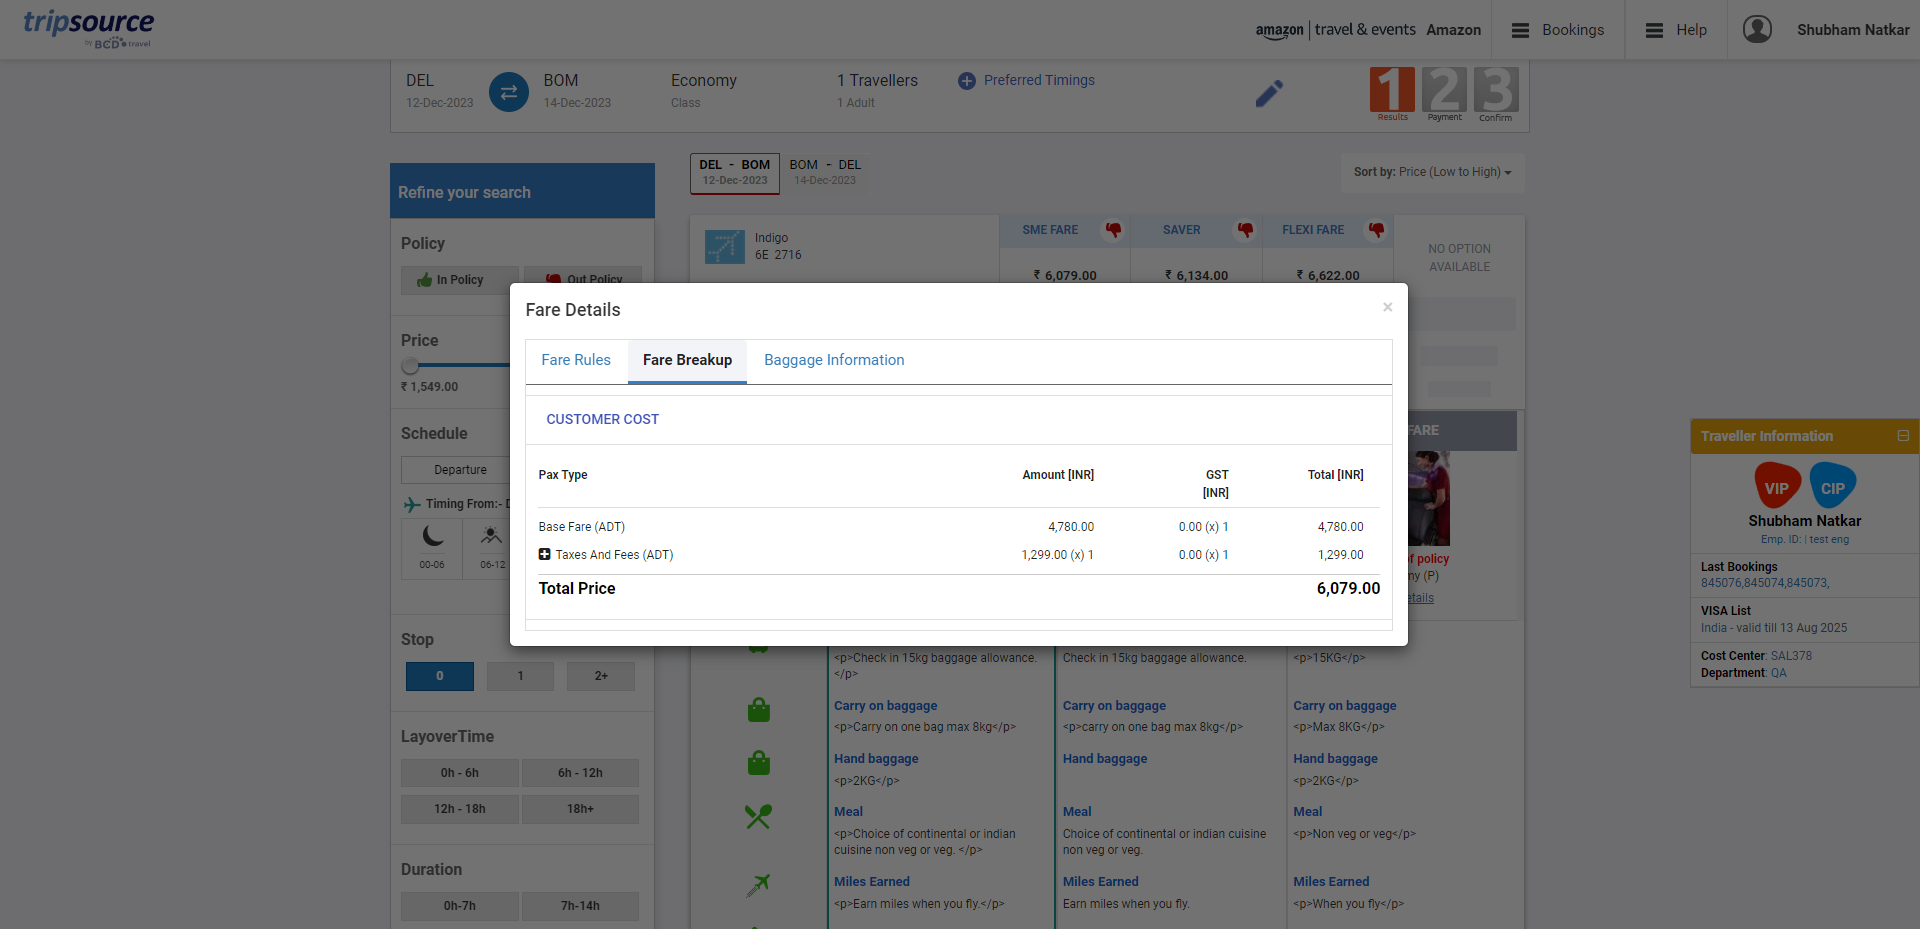 tripsource
by BCD travel
amazon | travel & events Amazon
Bookings
Help
Shubham Natkar
DEL
12-Dec-2023
BOM
14-Dec-2023
Economy
Class
1 Travellers
1 Adult
Preferred Timings
1 2 3
Results Payment Confirm
Refine your search
DEL - BOM
12-Dec-2023
BOM - DEL
14-Dec-2023
Sort by: Price (Low to High)
Policy
In Policy
Out Policy
Price
₹ 1,549.00
Schedule
Departure
Timing From:- D
00-06
06-12
Stop
0
1
2+
LayoverTime
0h - 6h
6h - 12h
12h - 18h
18h+
Duration
0h-7h
7h-14h
Indigo
6E 2716
SME FARE
SAVER
FLEXI FARE
₹ 6,079.00
₹ 6,134.00
₹ 6,622.00
NO OPTION
AVAILABLE
Fare Details
×
Fare Rules
Fare Breakup
Baggage Information
CUSTOMER COST
Pax Type Amount [INR] GST [INR] Total [INR]
Base Fare (ADT) 4,780.00 0.00 (x) 1 4,780.00
Taxes And Fees (ADT) 1,299.00 (x) 1 0.00 (x) 1 1,299.00
Total Price 6,079.00
FARE
f policy
ny (P)
etails
<p>Check in 15kg baggage allowance.
</p>
Check in 15kg baggage allowance.
<p>15KG</p>
Carry on baggage
<p>Carry on one bag max 8kg</p>
Carry on baggage
<p>carry on one bag max 8kg</p>
Carry on baggage
<p>Max 8KG</p>
Hand baggage
<p>2KG</p>
Hand baggage
Hand baggage
<p>2KG</p>
Meal
<p>Choice of continental or indian
cuisine non veg or veg. </p>
Meal
Choice of continental or indian cuisine
non veg or veg.
Meal
<p>Non veg or veg</p>
Miles Earned
<p>Earn miles when you fly.</p>
Miles Earned
Earn miles when you fly.
Miles Earned
<p>When you fly</p>
Traveller Information
VIP
CIP
Shubham Natkar
Emp. ID: | test eng
Last Bookings
845076,845074,845073,
VISA List
India - valid till 13 Aug 2025
Cost Center: SAL378
Department: QA